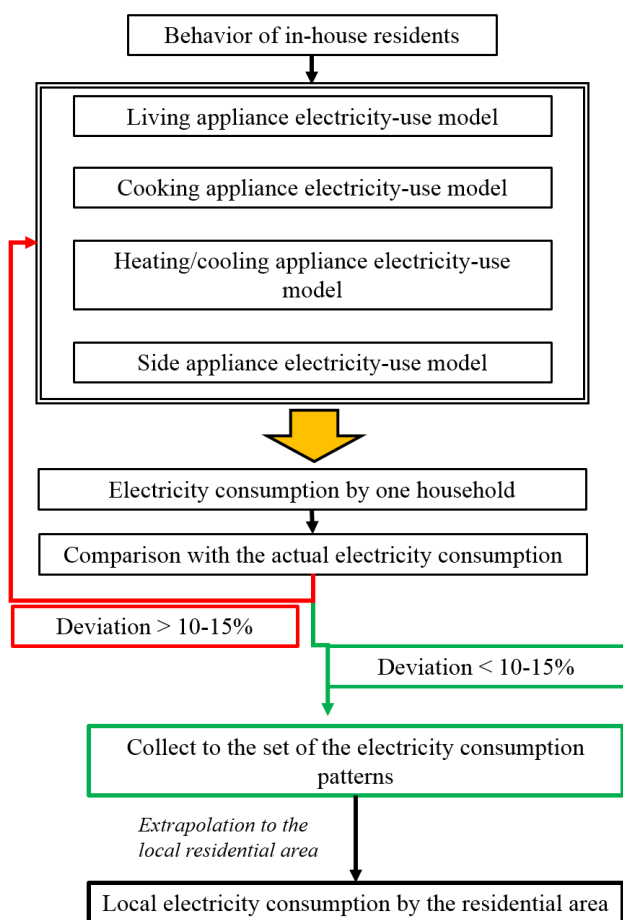 Behavior of in-house residents
Living appliance electricity-use model
Cooking appliance electricity-use model
Heating/cooling appliance electricity-use
model
Side appliance electricity-use model
Electricity consumption by one household
Comparison with the actual electricity consumption
Deviation > 10-15%
Deviation < 10-15%
Collect to the set of the electricity consumption
patterns
Extrapolation to the
local residential area
Local electricity consumption by the residential area